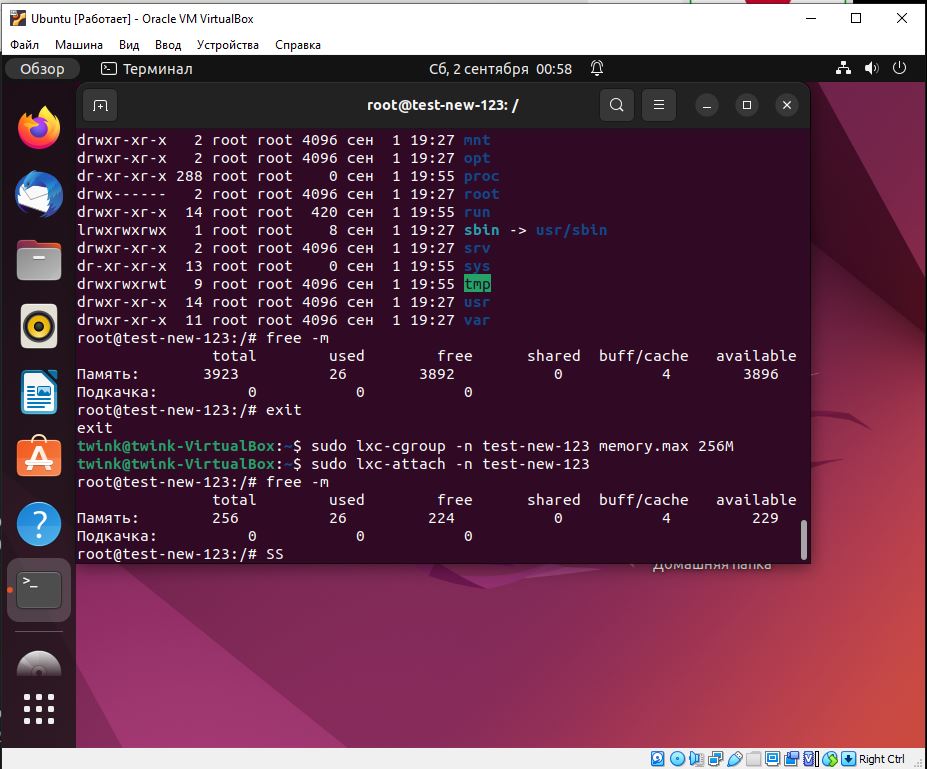 Ubuntu [Работает] - Oracle VM VirtualBox
Файл Машина Вид Ввод Устройства Справка
Обзор Терминал Сб, 2 сентября 00:58
root@test-new-123: /
drwxr-xr-x 2 root root 4096 сен 1 19:27 mnt
drwxr-xr-x 2 root root 4096 сен 1 19:27 opt
dr-xr-xr-x 288 root root 0 сен 1 19:55 proc
drwx------ 2 root root 4096 сен 1 19:27 root
drwxr-xr-x 14 root root 420 сен 1 19:55 run
lrwxrwxrwx 1 root root 8 сен 1 19:27 sbin -> usr/sbin
drwxr-xr-x 2 root root 4096 сен 1 19:27 srv
dr-xr-xr-x 13 root root 0 сен 1 19:55 sys
drwxrwxrwt 9 root root 4096 сен 1 19:55 tmp
drwxr-xr-x 14 root root 4096 сен 1 19:27 usr
drwxr-xr-x 11 root root 4096 сен 1 19:27 var
root@test-new-123:/# free -m
total used free shared buff/cache available
Память: 3923 26 3892 0 4 3896
Подкачка: 0 0 0
root@test-new-123:/# exit
exit
twink@twink-VirtualBox:~$ sudo lxc-cgroup -n test-new-123 memory.max 256M
twink@twink-VirtualBox:~$ sudo lxc-attach -n test-new-123
root@test-new-123:/# free -m
total used free shared buff/cache available
Память: 256 26 224 0 4 229
Подкачка: 0 0 0
root@test-new-123:/# SS
Домашняя папка
Right Ctrl